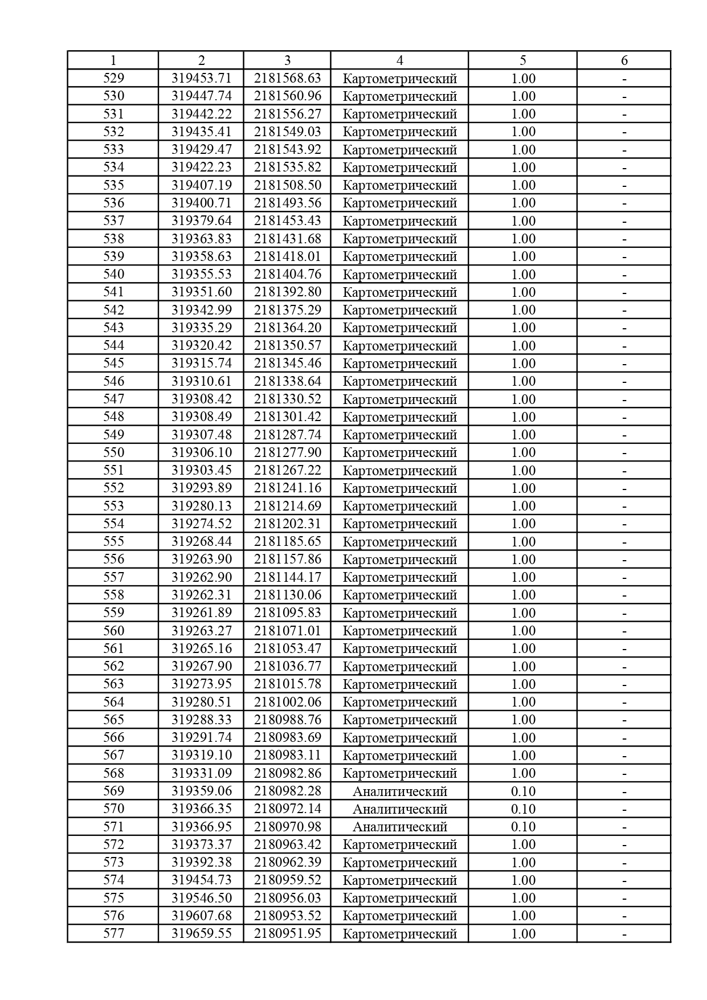 1 2 3 4 5 6
529 319453.71 2181568.63 Картометрический 1.00 -
530 319447.74 2181560.96 Картометрический 1.00 -
531 319442.22 2181556.27 Картометрический 1.00 -
532 319435.41 2181549.03 Картометрический 1.00 -
533 319429.47 2181543.92 Картометрический 1.00 -
534 319422.23 2181535.82 Картометрический 1.00 -
535 319407.19 2181508.50 Картометрический 1.00 -
536 319400.71 2181493.56 Картометрический 1.00 -
537 319379.64 2181453.43 Картометрический 1.00 -
538 319363.83 2181431.68 Картометрический 1.00 -
539 319358.63 2181418.01 Картометрический 1.00 -
540 319355.53 2181404.76 Картометрический 1.00 -
541 319351.60 2181392.80 Картометрический 1.00 -
542 319342.99 2181375.29 Картометрический 1.00 -
543 319335.29 2181364.20 Картометрический 1.00 -
544 319320.42 2181350.57 Картометрический 1.00 -
545 319315.74 2181345.46 Картометрический 1.00 -
546 319310.61 2181338.64 Картометрический 1.00 -
547 319308.42 2181330.52 Картометрический 1.00 -
548 319308.49 2181301.42 Картометрический 1.00 -
549 319307.48 2181287.74 Картометрический 1.00 -
550 319306.10 2181277.90 Картометрический 1.00 -
551 319303.45 2181267.22 Картометрический 1.00 -
552 319293.89 2181241.16 Картометрический 1.00 -
553 319280.13 2181214.69 Картометрический 1.00 -
554 319274.52 2181202.31 Картометрический 1.00 -
555 319268.44 2181185.65 Картометрический 1.00 -
556 319263.90 2181157.86 Картометрический 1.00 -
557 319262.90 2181144.17 Картометрический 1.00 -
558 319262.31 2181130.06 Картометрический 1.00 -
559 319261.89 2181095.83 Картометрический 1.00 -
560 319263.27 2181071.01 Картометрический 1.00 -
561 319265.16 2181053.47 Картометрический 1.00 -
562 319267.90 2181036.77 Картометрический 1.00 -
563 319273.95 2181015.78 Картометрический 1.00 -
564 319280.51 2181002.06 Картометрический 1.00 -
565 319288.33 2180988.76 Картометрический 1.00 -
566 319291.74 2180983.69 Картометрический 1.00 -
567 319319.10 2180983.11 Картометрический 1.00 -
568 319331.09 2180982.86 Картометрический 1.00 -
569 319359.06 2180982.28 Аналитический 0.10 -
570 319366.35 2180972.14 Аналитический 0.10 -
571 319366.95 2180970.98 Аналитический 0.10 -
572 319373.37 2180963.42 Картометрический 1.00 -
573 319392.38 2180962.39 Картометрический 1.00 -
574 319454.73 2180959.52 Картометрический 1.00 -
575 319546.50 2180956.03 Картометрический 1.00 -
576 319607.68 2180953.52 Картометрический 1.00 -
577 319659.55 2180951.95 Картометрический 1.00 -